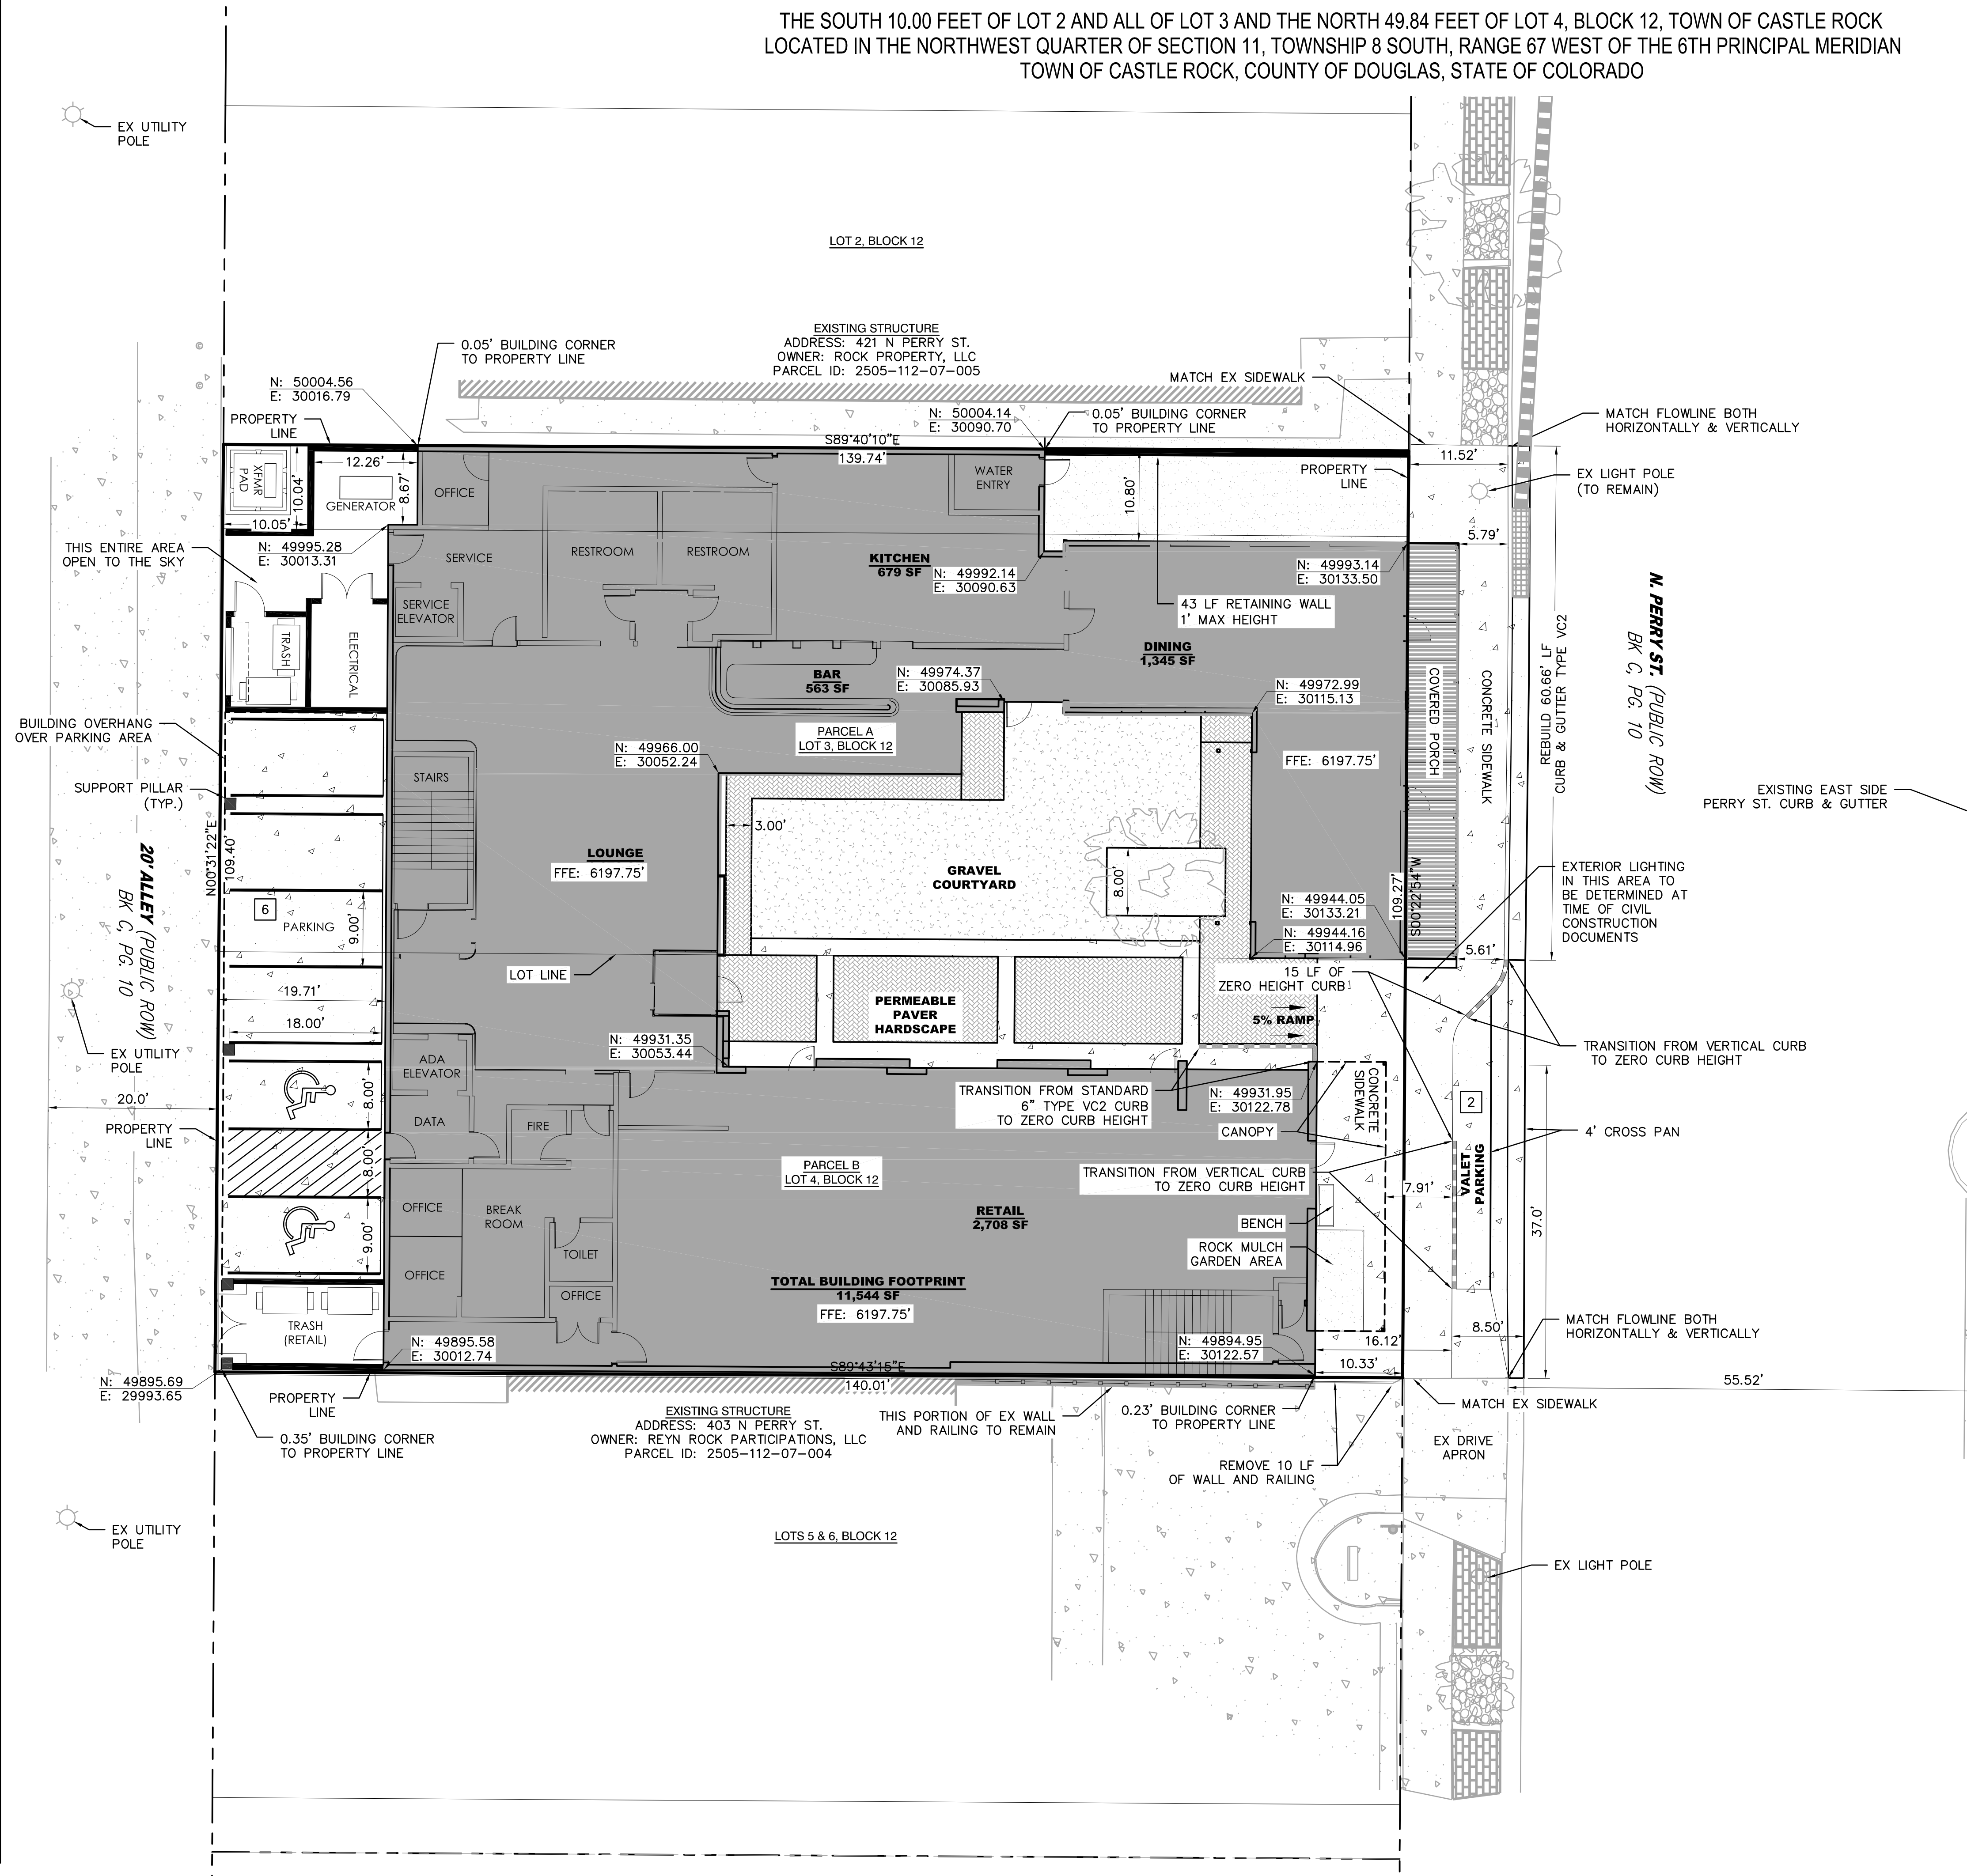 THE SOUTH 10.00 FEET OF LOT 2 AND ALL OF LOT 3 AND THE NORTH 49.84 FEET OF LOT 4, BLOCK 12, TOWN OF CASTLE ROCK
LOCATED IN THE NORTHWEST QUARTER OF SECTION 11, TOWNSHIP 8 SOUTH, RANGE 67 WEST OF THE 6TH PRINCIPAL MERIDIAN
TOWN OF CASTLE ROCK, COUNTY OF DOUGLAS, STATE OF COLORADO
EX UTILITY
POLE
LOT 2, BLOCK 12
EXISTING STRUCTURE
ADDRESS: 421 N PERRY ST.
OWNER: ROCK PROPERTY, LLC
PARCEL ID: 2505-112-07-005
0.05' BUILDING CORNER
TO PROPERTY LINE
N: 50004.56
E: 30016.79
PROPERTY
LINE
MATCH EX SIDEWALK
N: 50004.14
E: 30090.70
0.05' BUILDING CORNER
TO PROPERTY LINE
MATCH FLOWLINE BOTH
HORIZONTALLY & VERTICALLY
S89°40'10"E
139.74'
11.52'
PROPERTY
LINE
EX LIGHT POLE
(TO REMAIN)
XFMR
PAD
10.04'
10.05'
12.26'
8.67'
GENERATOR
OFFICE
WATER
ENTRY
10.80'
5.79'
THIS ENTIRE AREA
OPEN TO THE SKY
N: 49995.28
E: 30013.31
SERVICE
RESTROOM
RESTROOM
KITCHEN
679 SF
N: 49992.14
E: 30090.63
N: 49993.14
E: 30133.50
43 LF RETAINING WALL
1' MAX HEIGHT
SERVICE
ELEVATOR
TRASH
ELECTRICAL
DINING
1,345 SF
BAR
563 SF
N: 49974.37
E: 30085.93
N: 49972.99
E: 30115.13
COVERED PORCH
CONCRETE SIDEWALK
REBUILD 60.66' LF
CURB & GUTTER TYPE VC2
N. PERRY ST. (PUBLIC ROW)
BK C, PG. 10
BUILDING OVERHANG
OVER PARKING AREA
PARCEL A
LOT 3, BLOCK 12
N: 49966.00
E: 30052.24
FFE: 6197.75'
STAIRS
SUPPORT PILLAR
(TYP.)
EXISTING EAST SIDE
PERRY ST. CURB & GUTTER
N00°31'22"E
109.40'
20' ALLEY (PUBLIC ROW)
BK C, PG. 10
3.00'
LOUNGE
FFE: 6197.75'
GRAVEL
COURTYARD
8.00'
109.27'
S00°22'54"W
EXTERIOR LIGHTING
IN THIS AREA TO
BE DETERMINED AT
TIME OF CIVIL
CONSTRUCTION
DOCUMENTS
6
PARKING
9.00'
N: 49944.05
E: 30133.21
N: 49944.16
E: 30114.96
5.61'
LOT LINE
15 LF OF
ZERO HEIGHT CURB
19.71'
18.00'
PERMEABLE
PAVER
HARDSCAPE
5% RAMP
N: 49931.35
E: 30053.44
EX UTILITY
POLE
TRANSITION FROM VERTICAL CURB
TO ZERO CURB HEIGHT
ADA
ELEVATOR
8.00'
20.0'
TRANSITION FROM STANDARD
6" TYPE VC2 CURB
TO ZERO CURB HEIGHT
N: 49931.95
E: 30122.78
CONCRETE
SIDEWALK
2
DATA
FIRE
CANOPY
4' CROSS PAN
PROPERTY
LINE
8.00'
PARCEL B
LOT 4, BLOCK 12
TRANSITION FROM VERTICAL CURB
TO ZERO CURB HEIGHT
7.91'
VALET
PARKING
37.0'
OFFICE
BREAK
ROOM
RETAIL
2,708 SF
BENCH
9.00'
TOILET
ROCK MULCH
GARDEN AREA
OFFICE
TOTAL BUILDING FOOTPRINT
11,544 SF
FFE: 6197.75'
OFFICE
TRASH
(RETAIL)
N: 49895.58
E: 30012.74
N: 49894.95
E: 30122.57
16.12'
8.50'
MATCH FLOWLINE BOTH
HORIZONTALLY & VERTICALLY
S89°43'15"E
140.01'
10.33'
55.52'
N: 49895.69
E: 29993.65
PROPERTY
LINE
EXISTING STRUCTURE
ADDRESS: 403 N PERRY ST.
OWNER: REYN ROCK PARTICIPATIONS, LLC
PARCEL ID: 2505-112-07-004
THIS PORTION OF EX WALL
AND RAILING TO REMAIN
0.23' BUILDING CORNER
TO PROPERTY LINE
MATCH EX SIDEWALK
0.35' BUILDING CORNER
TO PROPERTY LINE
EX DRIVE
APRON
REMOVE 10 LF
OF WALL AND RAILING
EX UTILITY
POLE
LOTS 5 & 6, BLOCK 12
EX LIGHT POLE